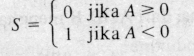 S = { 0 jika A ≥ 0
1 jika A < 0